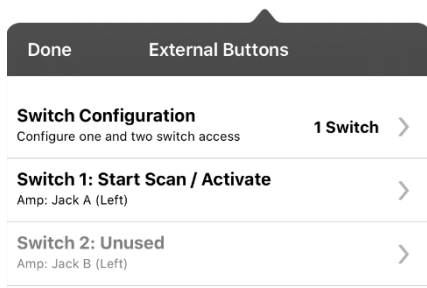 Done External Buttons
Switch Configuration
Configure one and two switch access
1 Switch
Switch 1: Start Scan / Activate
Amp: Jack A (Left)
Switch 2: Unused
Amp: Jack B (Left)